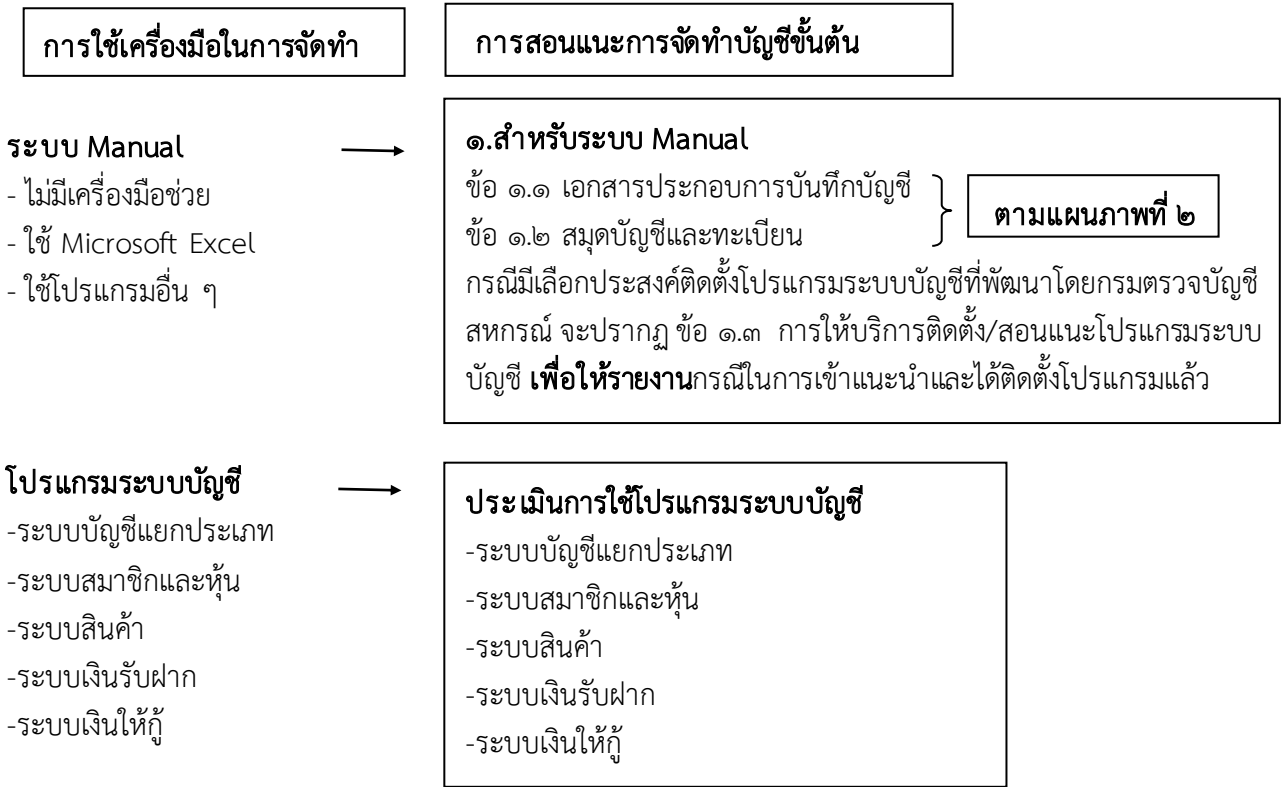 การใช้เครื่องมือในการจัดทำ
การสอนแนะการจัดทำบัญชีขั้นต้น
ระบบ Manual
- ไม่มีเครื่องมือช่วย
- ใช้ Microsoft Excel
- ใช้โปรแกรมอื่น ๆ
๑.สำหรับระบบ Manual
ข้อ ๑.๑ เอกสารประกอบการบันทึกบัญชี
ข้อ ๑.๒ สมุดบัญชีและทะเบียน
ตามแผนภาพที่ ๒
กรณีมีเลือกประสงค์ติดตั้งโปรแกรมระบบบัญชีที่พัฒนาโดยกรมตรวจบัญชี
สหกรณ์ จะปรากฏ ข้อ ๑.๓ การให้บริการติดตั้ง/สอนแนะโปรแกรมระบบ
บัญชี เพื่อให้รายงานกรณีในการเข้าแนะนำและได้ติดตั้งโปรแกรมแล้ว
โปรแกรมระบบบัญชี
-ระบบบัญชีแยกประเภท
-ระบบสมาชิกและหุ้น
-ระบบสินค้า
-ระบบเงินรับฝาก
-ระบบเงินให้กู้
ประเมินการใช้โปรแกรมระบบบัญชี
-ระบบบัญชีแยกประเภท
-ระบบสมาชิกและหุ้น
-ระบบสินค้า
-ระบบเงินรับฝาก
-ระบบเงินให้กู้